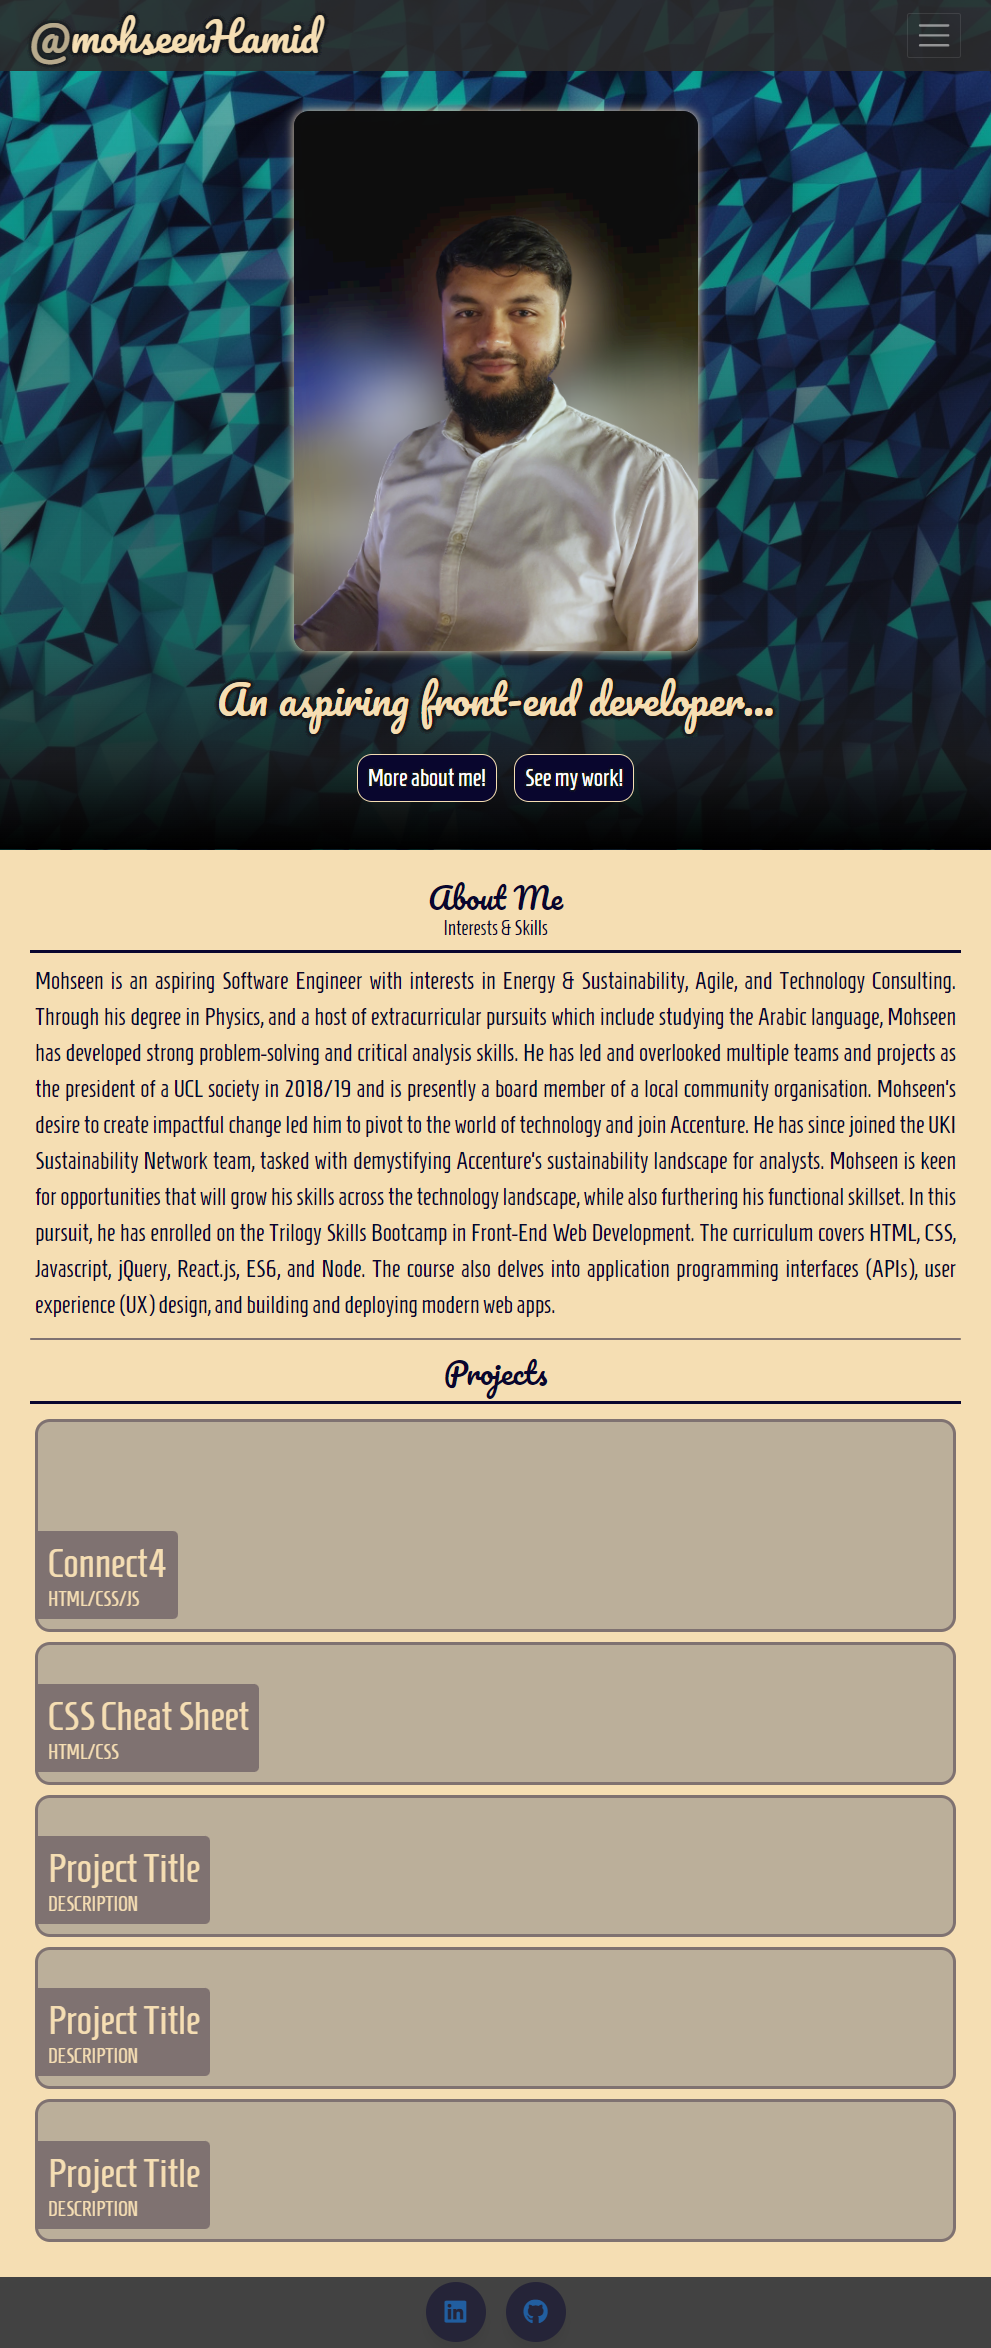 @mohseenHamid
An aspiring front-end developer...
More about me!
See my work!
About Me
Interests & Skills
Mohseen is an aspiring Software Engineer with interests in Energy & Sustainability, Agile, and Technology Consulting.
Through his degree in Physics, and a host of extracurricular pursuits which include studying the Arabic language, Mohseen
has developed strong problem-solving and critical analysis skills. He has led and overlooked multiple teams and projects as
the president of a UCL society in 2018/19 and is presently a board member of a local community organisation. Mohseen's
desire to create impactful change led him to pivot to the world of technology and join Accenture. He has since joined the UKI
Sustainability Network team, tasked with demystifying Accenture's sustainability landscape for analysts. Mohseen is keen
for opportunities that will grow his skills across the technology landscape, while also furthering his functional skillset. In this
pursuit, he has enrolled on the Trilogy Skills Bootcamp in Front-End Web Development. The curriculum covers HTML, CSS,
Javascript, jQuery, React.js, ES6, and Node. The course also delves into application programming interfaces (APIs), user
experience (UX) design, and building and deploying modern web apps.
Projects
Connect4
HTML/CSS/JS
CSS Cheat Sheet
HTML/CSS
Project Title
DESCRIPTION
Project Title
DESCRIPTION
Project Title
DESCRIPTION